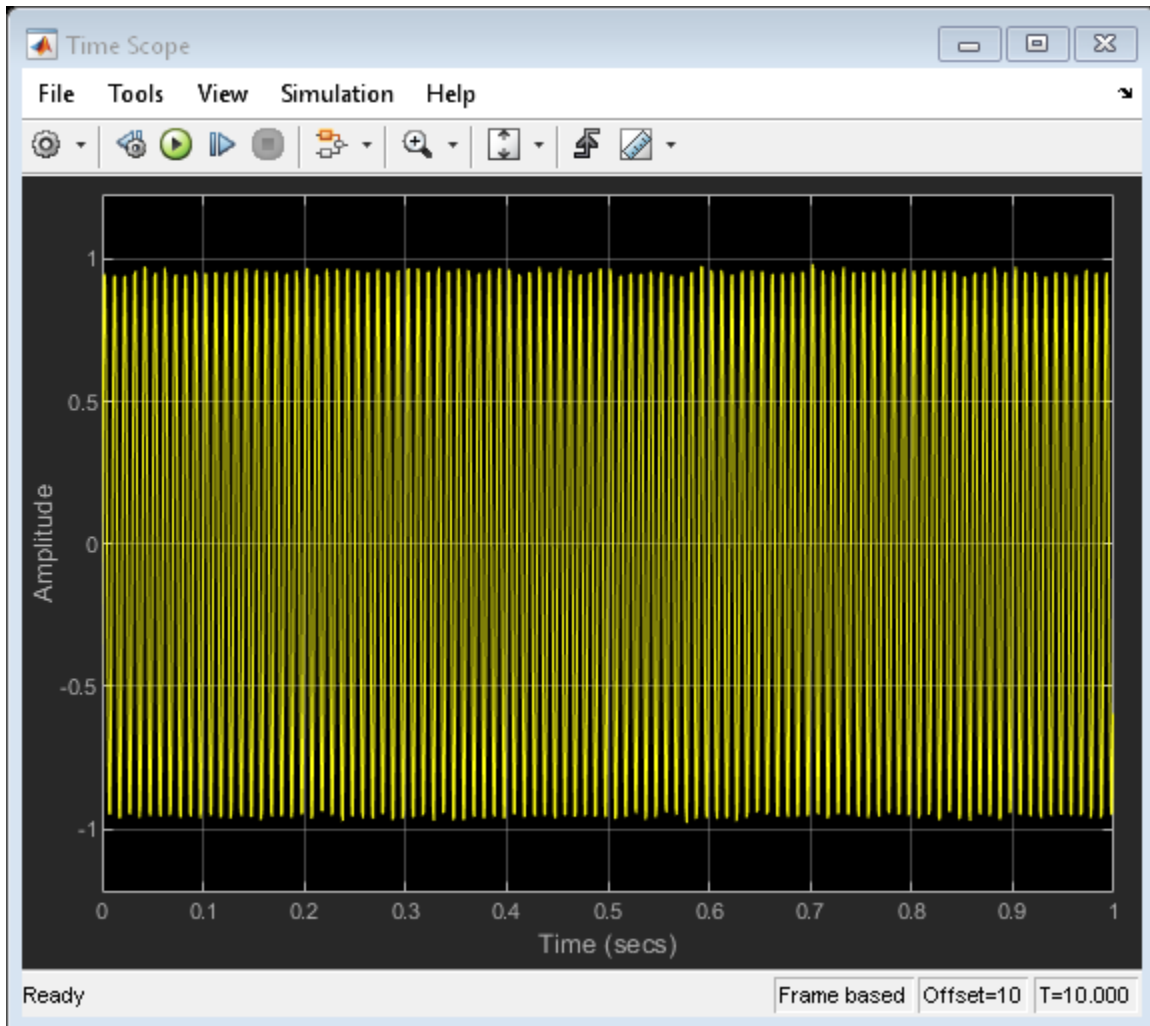 Time Scope
File Tools View Simulation Help
1
0.5
0
-0.5
-1
Amplitude
0 0.1 0.2 0.3 0.4 0.5 0.6 0.7 0.8 0.9 1
Time (secs)
Ready Frame based Offset=10 T=10.000